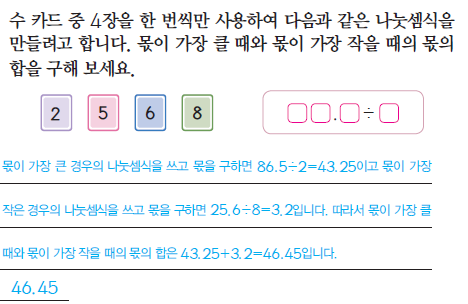 수 카드 중 4장을 한 번씩만 사용하여 다음과 같은 나눗셈식을
만들려고 합니다. 몫이 가장 클 때와 몫이 가장 작을 때의 몫의
합을 구해 보세요.
2 5 6 8 □□.□÷□
몫이 가장 큰 경우의 나눗셈식을 쓰고 몫을 구하면 86.5÷2=43.25이고 몫이 가장
작은 경우의 나눗셈식을 쓰고 몫을 구하면 25.6÷8=3.2입니다. 따라서 몫이 가장 클
때와 몫이 가장 작을 때의 몫의 합은 43.25+3.2=46.45입니다.
46.45